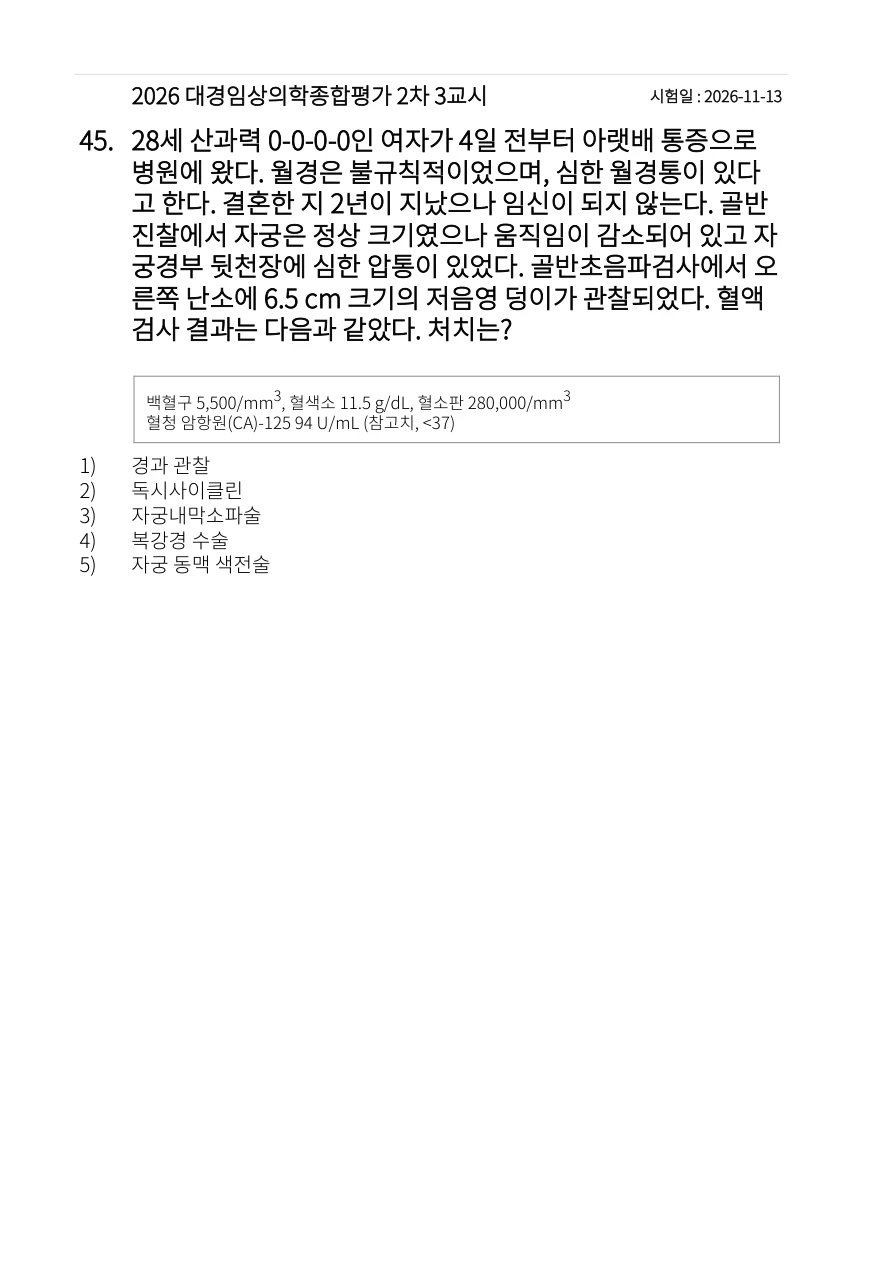 2026 대경임상의학종합평가 2차 3교시
시험일 : 2026-11-13
45. 28세 산과력 0-0-0-0인 여자가 4일 전부터 아랫배 통증으로
병원에 왔다. 월경은 불규칙적이었으며, 심한 월경통이 있다
고 한다. 결혼한 지 2년이 지났으나 임신이 되지 않는다. 골반
진찰에서 자궁은 정상 크기였으나 움직임이 감소되어 있고 자
궁경부 뒷천장에 심한 압통이 있었다. 골반초음파검사에서 오
른쪽 난소에 6.5 cm 크기의 저음영 덩이가 관찰되었다. 혈액
검사 결과는 다음과 같았다. 처치는?
백혈구 5,500/mm³, 혈색소 11.5 g/dL, 혈소판 280,000/mm³
혈청 암항원(CA)-125 94 U/mL (참고치, <37)
1) 경과 관찰
2) 독시사이클린
3) 자궁내막소파술
4) 복강경 수술
5) 자궁 동맥 색전술